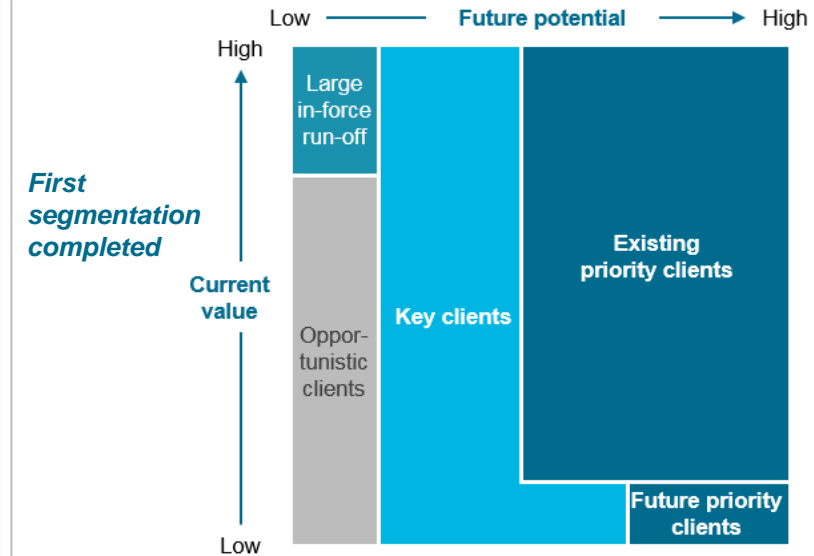 Low Future potential High
High
Large
in-force
run-off
First
segmentation
completed
Existing
priority clients
Current
value
Key clients
Oppor-
tunistic
clients
Future priority
clients
Low